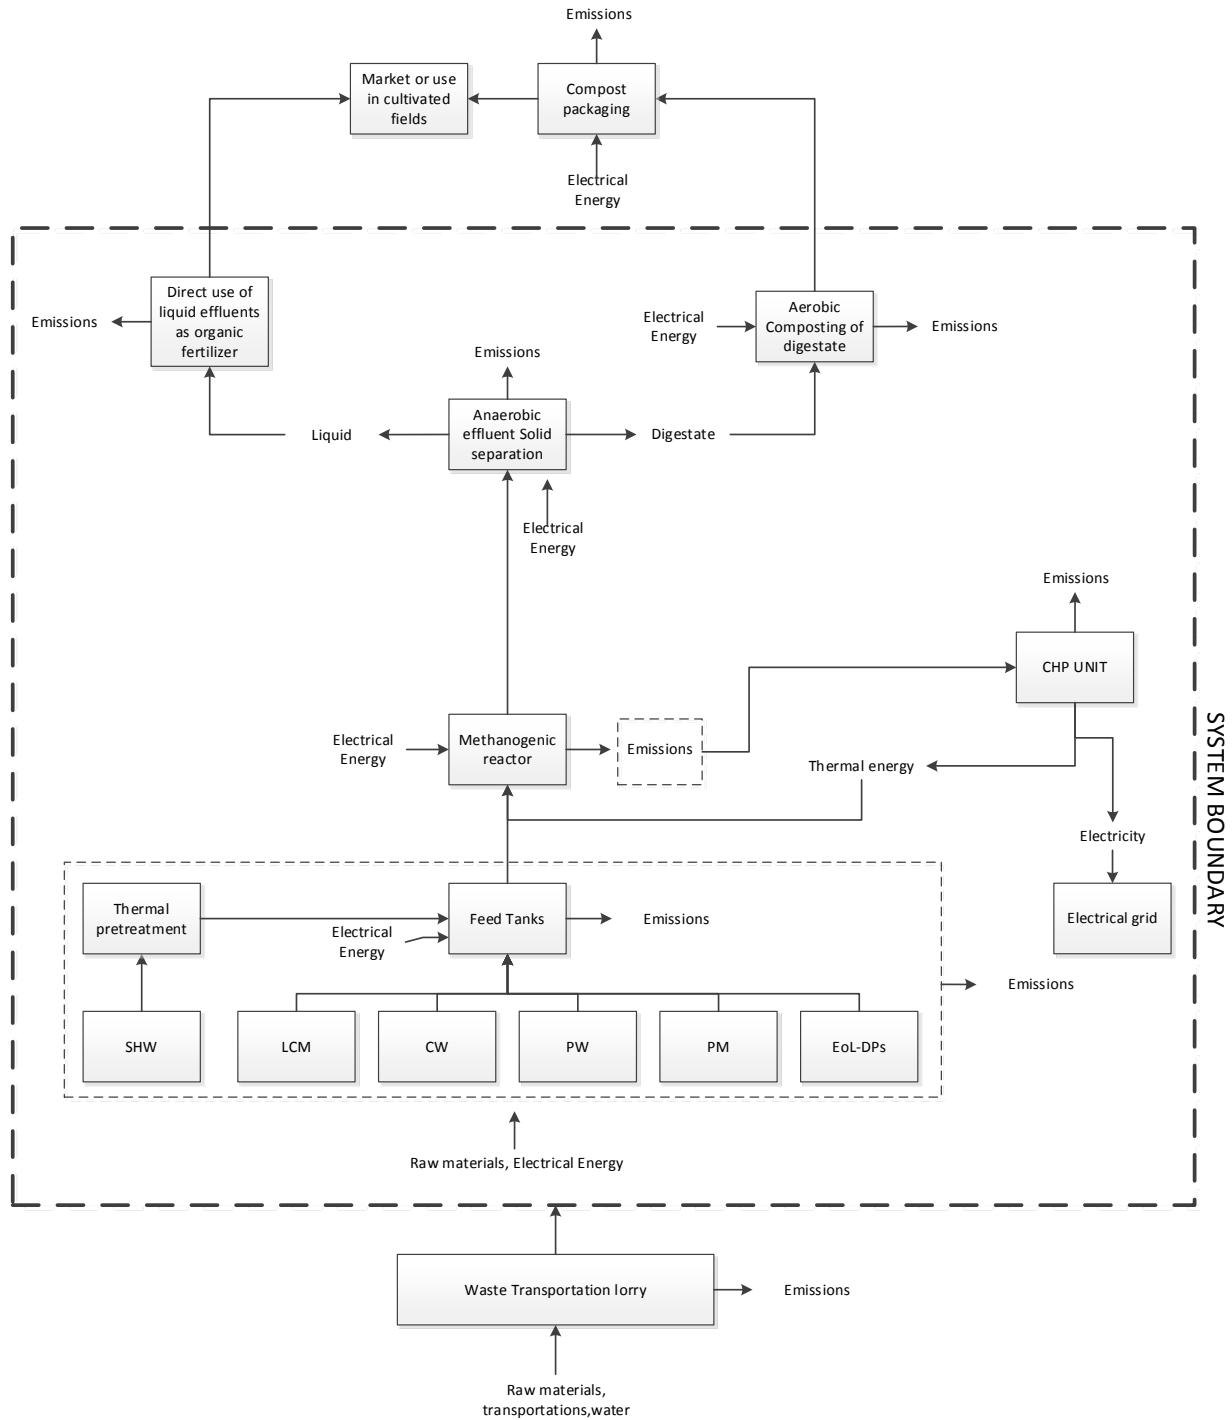 Emissions
Market or use
in cultivated
fields
Compost
packaging
Electrical
Energy
Direct use of
liquid effluents
as organic
fertilizer
Emissions
Electrical
Energy
Aerobic
Composting of
digestate
Emissions
Emissions
Anaerobic
effluent Solid
separation
Liquid
Digestate
Electrical
Energy
Emissions
CHP UNIT
Electrical
Energy
Methanogenic
reactor
Emissions
Thermal energy
SYSTEM BOUNDARY
Electricity
Thermal
pretreatment
Electrical
Energy
Feed Tanks
Emissions
Electrical grid
Emissions
SHW
LCM
CW
PW
PM
EoL-DPs
Raw materials, Electrical Energy
Waste Transportation lorry
Emissions
Raw materials,
transportations,water